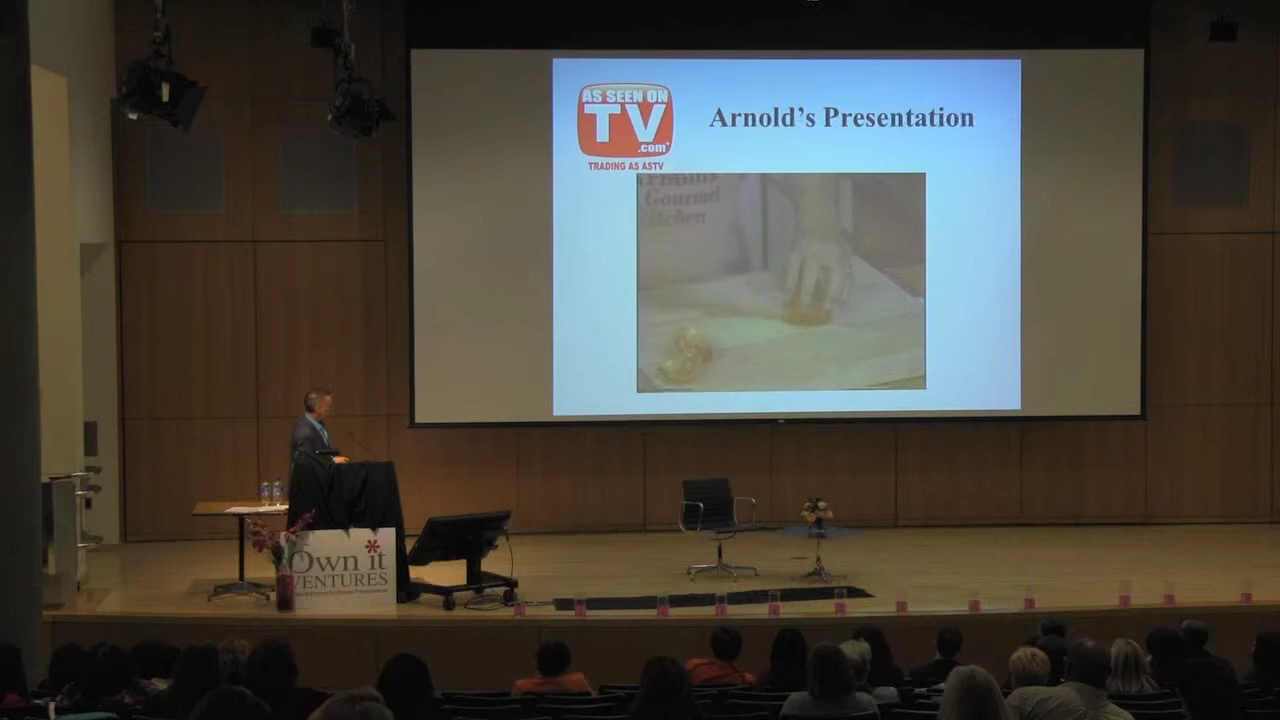 AS SEEN ON
TV
.com
TRADING AS ASTV
Arnold's Presentation
Gourmet
Kitchen
Own it
VENTURES